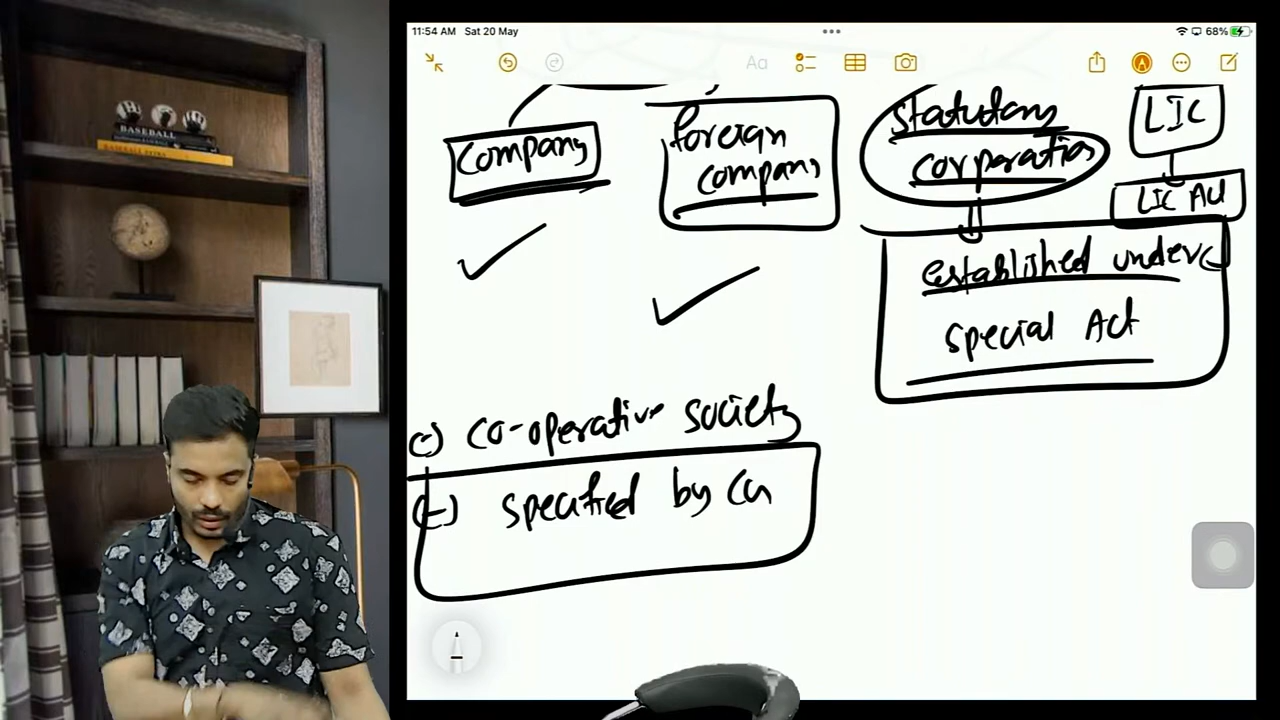 11:54 AM Sat 20 May
68%
Aa
Company
foreign
company
statutory
corporation
LIC
LIC Act
established under
special Act
(-) co-operative society
(-) specified by CG
BASEBALL